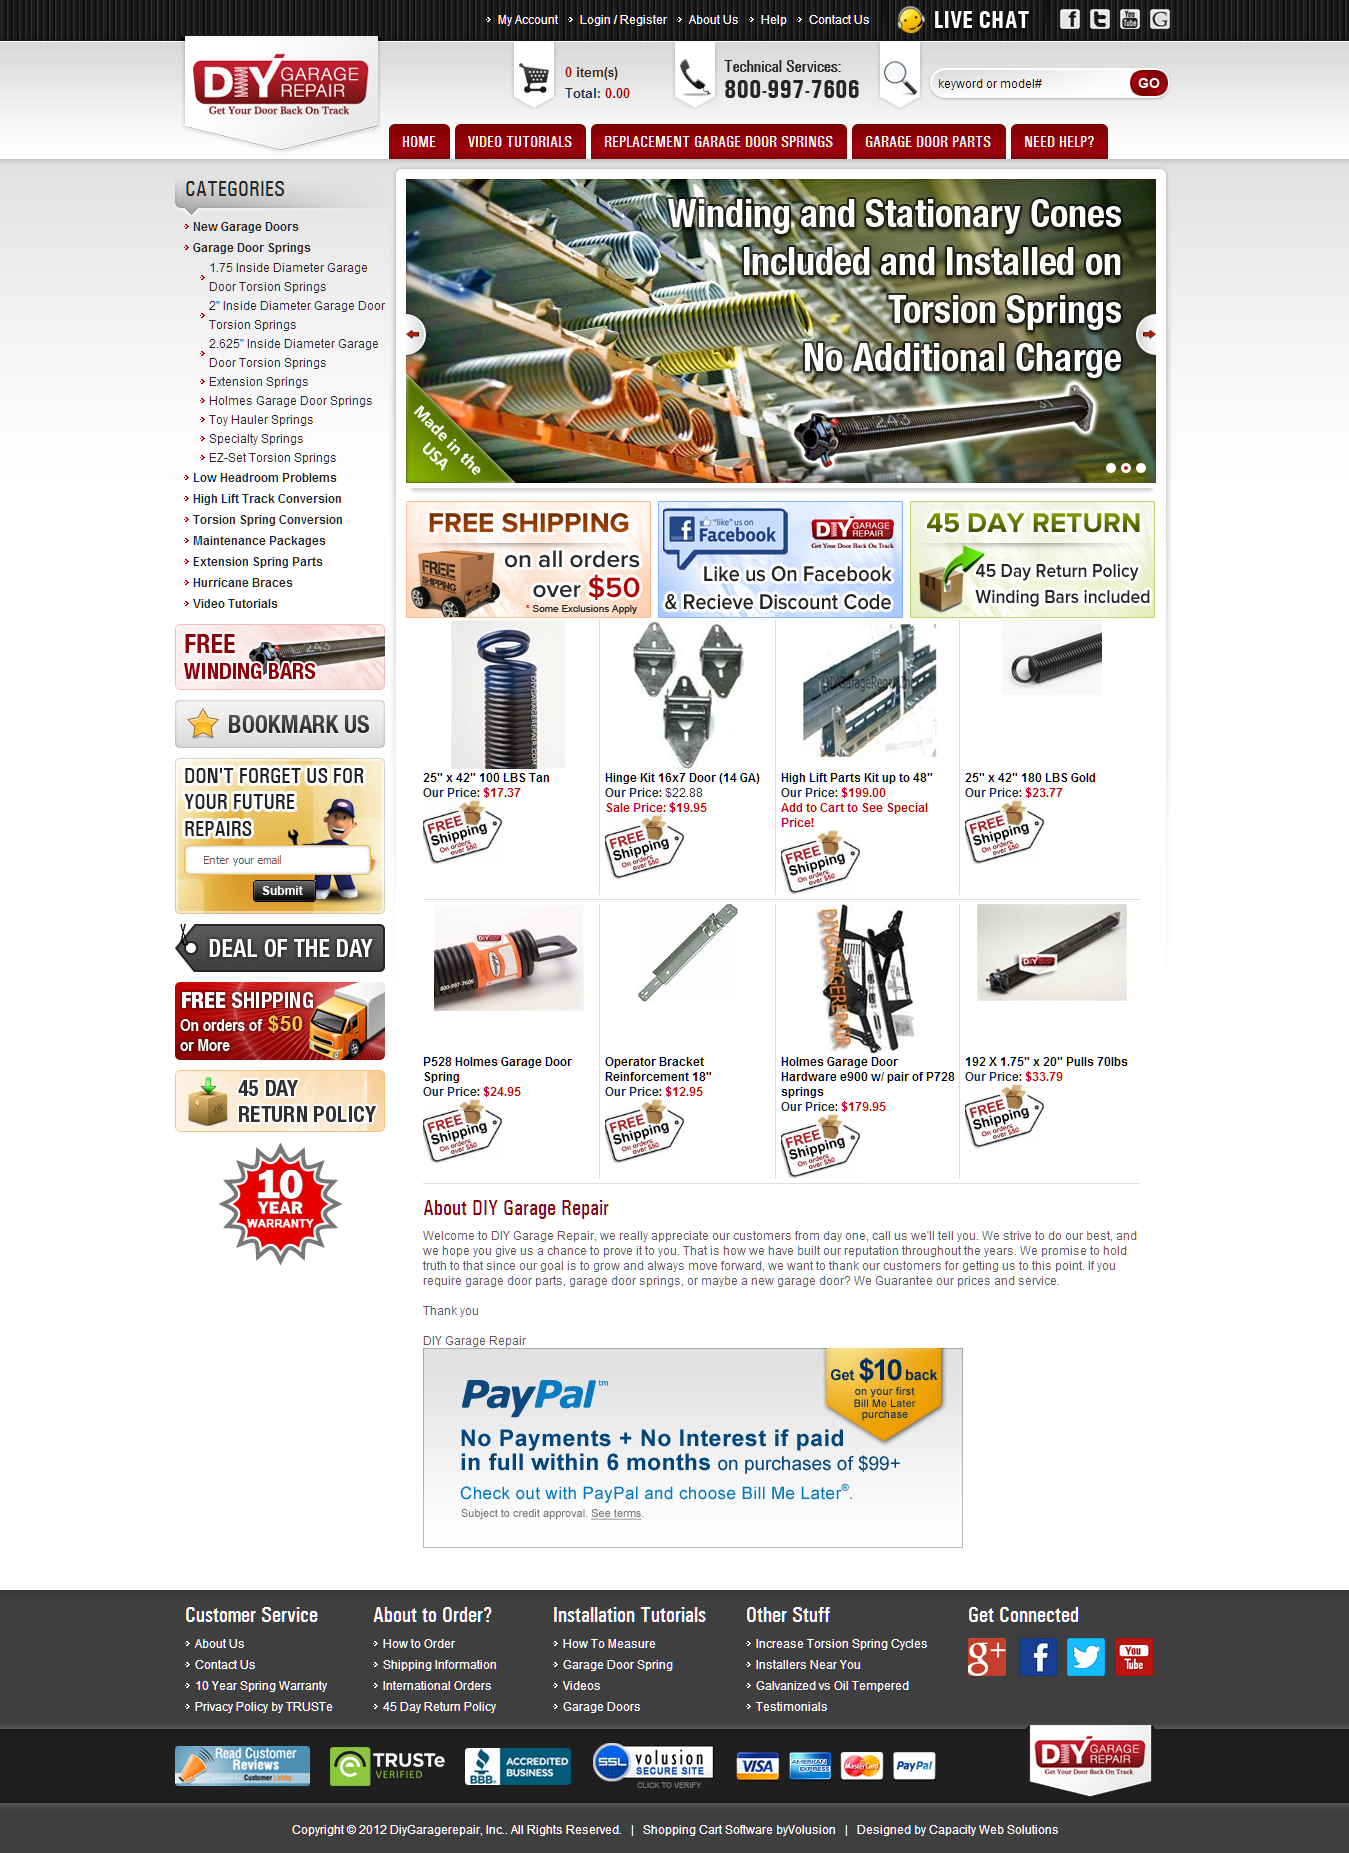 My Account
Login / Register
About Us
Help
Contact Us
LIVE CHAT
DIY GARAGE REPAIR
Get Your Door Back On Track
0 item(s)
Total: 0.00
Technical Services:
800-997-7606
keyword or model#
GO
HOME
VIDEO TUTORIALS
REPLACEMENT GARAGE DOOR SPRINGS
GARAGE DOOR PARTS
NEED HELP?
CATEGORIES
New Garage Doors
Garage Door Springs
1.75 Inside Diameter Garage
Door Torsion Springs
2" Inside Diameter Garage Door
Torsion Springs
2.625" Inside Diameter Garage
Door Torsion Springs
Extension Springs
Holmes Garage Door Springs
Toy Hauler Springs
Specialty Springs
EZ-Set Torsion Springs
Low Headroom Problems
High Lift Track Conversion
Torsion Spring Conversion
Maintenance Packages
Extension Spring Parts
Hurricane Braces
Video Tutorials
FREE
WINDING BARS
BOOKMARK US
DON'T FORGET US FOR
YOUR FUTURE
REPAIRS
Enter your email
Submit
DEAL OF THE DAY
FREE SHIPPING
On orders of $50
or More
45 DAY
RETURN POLICY
10
YEAR
WARRANTY
Winding and Stationary Cones
Included and Installed on
Torsion Springs
No Additional Charge
Made in the
USA
FREE SHIPPING
on all orders
over $50
* Some Exclusions Apply
FREE
SHIPPING
"like" us on
Facebook
DIY GARAGE REPAIR
Get Your Door Back On Track
Like us On Facebook
& Recieve Discount Code
45 DAY RETURN
45 Day Return Policy
Winding Bars included
25" x 42" 100 LBS Tan
Our Price: $17.37
FREE
Shipping
On orders
over $50
Hinge Kit 16x7 Door (14 GA)
Our Price: $22.88
Sale Price: $19.95
FREE
Shipping
On orders
over $50
High Lift Parts Kit up to 48"
Our Price: $199.00
Add to Cart to See Special
Price!
FREE
Shipping
On orders
over $50
25" x 42" 180 LBS Gold
Our Price: $23.77
FREE
Shipping
On orders
over $50
P528 Holmes Garage Door
Spring
Our Price: $24.95
FREE
Shipping
On orders
over $50
Operator Bracket
Reinforcement 18"
Our Price: $12.95
FREE
Shipping
On orders
over $50
DIYGARAGEREPAIR
Holmes Garage Door
Hardware e900 w/ pair of P728
springs
Our Price: $179.95
FREE
Shipping
On orders
over $50
192 X 1.75" x 20" Pulls 70lbs
Our Price: $33.79
FREE
Shipping
On orders
over $50
About DIY Garage Repair
Welcome to DIY Garage Repair, we really appreciate our customers from day one, call us we'll tell you. We strive to do our best, and
we hope you give us a chance to prove it to you. That is how we have built our reputation throughout the years. We promise to hold
truth to that since our goal is to grow and always move forward, we want to thank our customers for getting us to this point. If you
require garage door parts, garage door springs, or maybe a new garage door? We Guarantee our prices and service.
Thank you
DIY Garage Repair
PayPal™
Get $10 back
on your first
Bill Me Later
purchase
No Payments + No Interest if paid
in full within 6 months on purchases of $99+
Check out with PayPal and choose Bill Me Later®.
Subject to credit approval. See terms.
Customer Service
About Us
Contact Us
10 Year Spring Warranty
Privacy Policy by TRUSTe
About to Order?
How to Order
Shipping Information
International Orders
45 Day Return Policy
Installation Tutorials
How To Measure
Garage Door Spring
Videos
Garage Doors
Other Stuff
Increase Torsion Spring Cycles
Installers Near You
Galvanized vs Oil Tempered
Testimonials
Get Connected
You
Tube
Read Customer
Reviews
Customer Lobby
TRUSTe
VERIFIED
BBB
ACCREDITED
BUSINESS
SSL
volusion
SECURE SITE
CLICK TO VERIFY
VISA
AMERICAN EXPRESS
MasterCard
PayPal
DIY GARAGE REPAIR
Get Your Door Back On Track
Copyright © 2012 DiyGaragerepair, Inc.. All Rights Reserved. | Shopping Cart Software byVolusion | Designed by Capacity Web Solutions